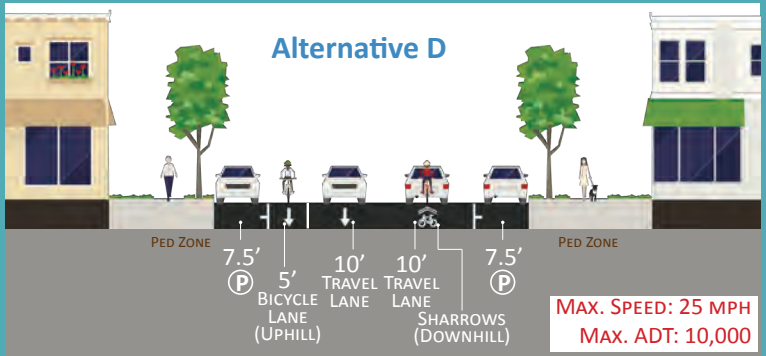 Alternative D
PED ZONE
PED ZONE
7.5’
P
5’
BICYCLE
LANE
(UPHILL)
10’
TRAVEL
LANE
10’
TRAVEL
LANE
SHARROWS
(DOWNHILL)
7.5’
P
MAX. SPEED: 25 MPH
MAX. ADT: 10,000